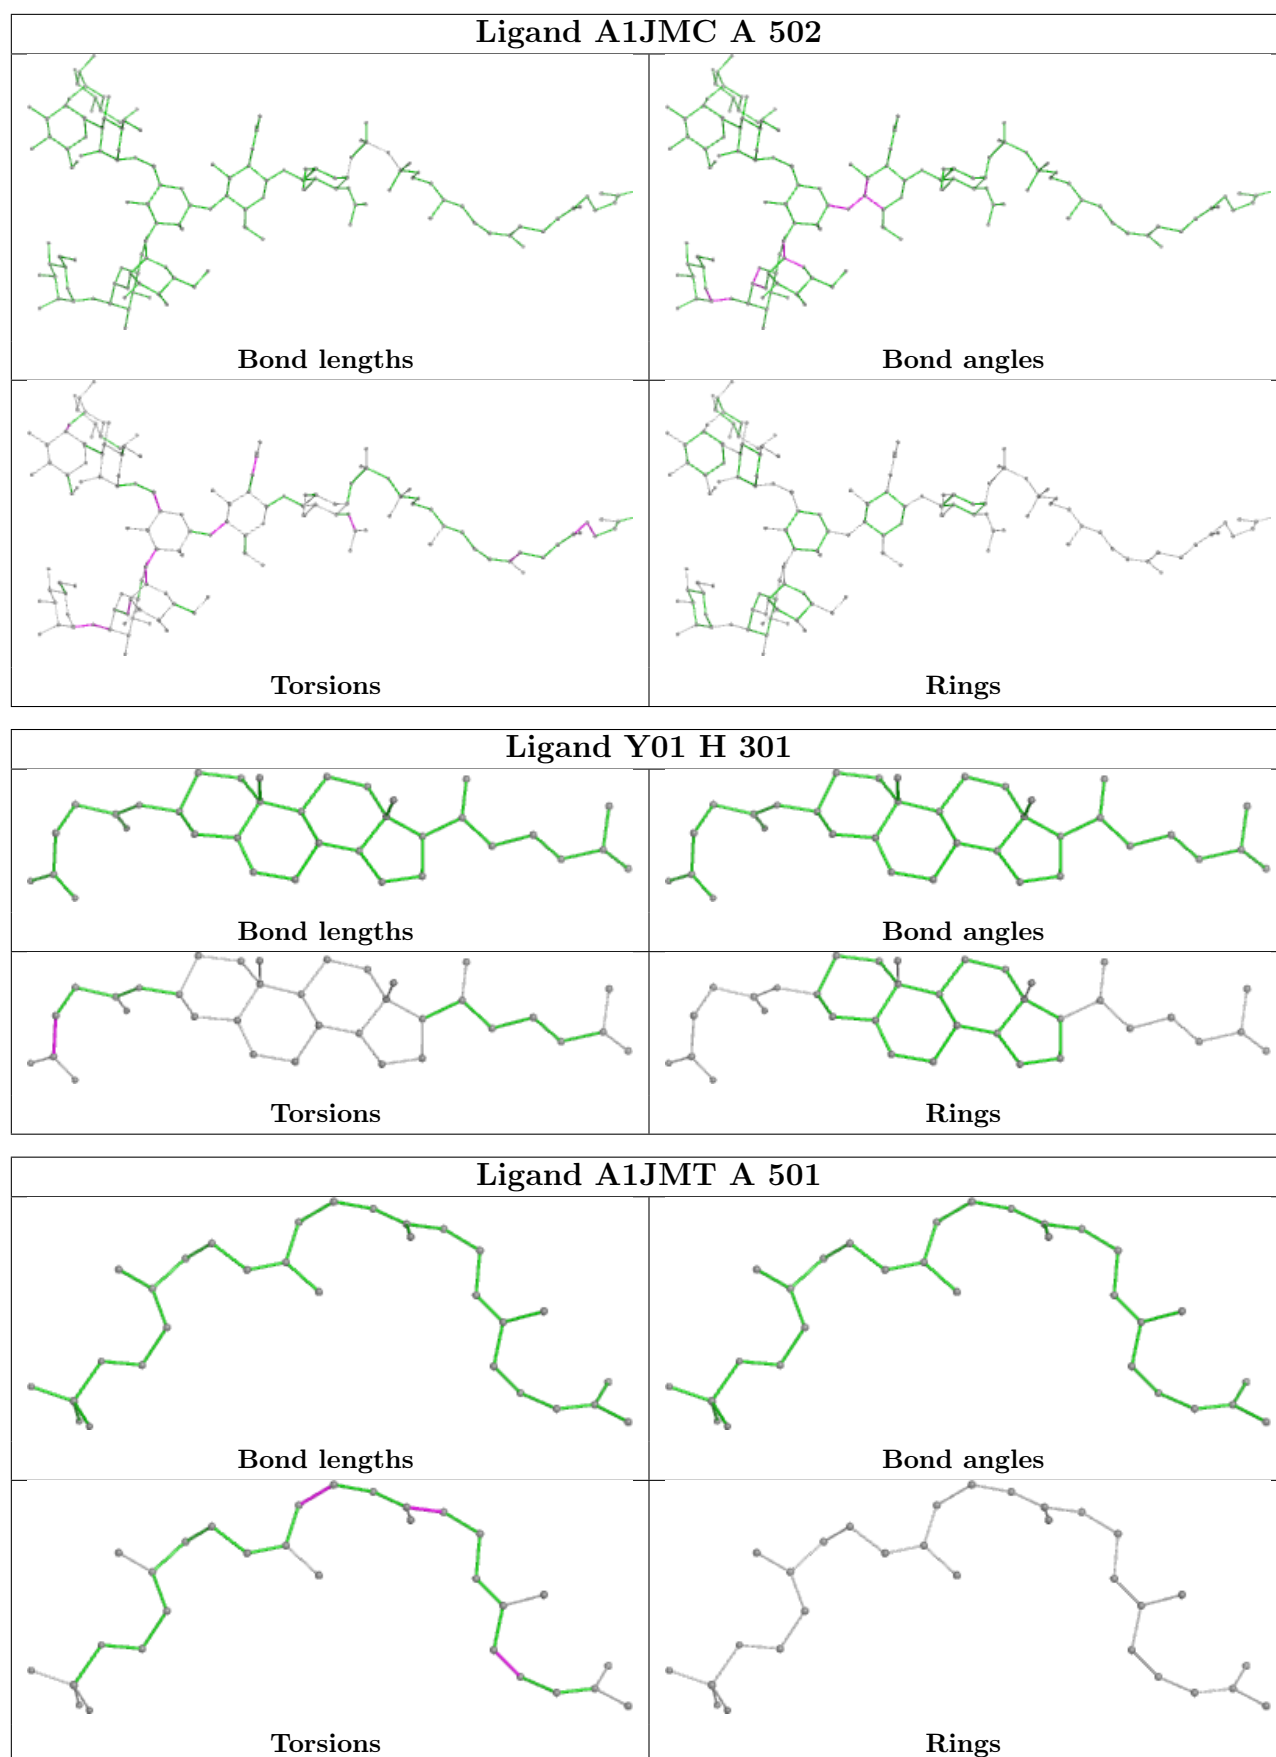 Ligand A1JMC A 502
Bond lengths
Bond angles
Torsions
Rings
Ligand Y01 H 301
Bond lengths
Bond angles
Torsions
Rings
Ligand A1JMT A 501
Bond lengths
Bond angles
Torsions
Rings